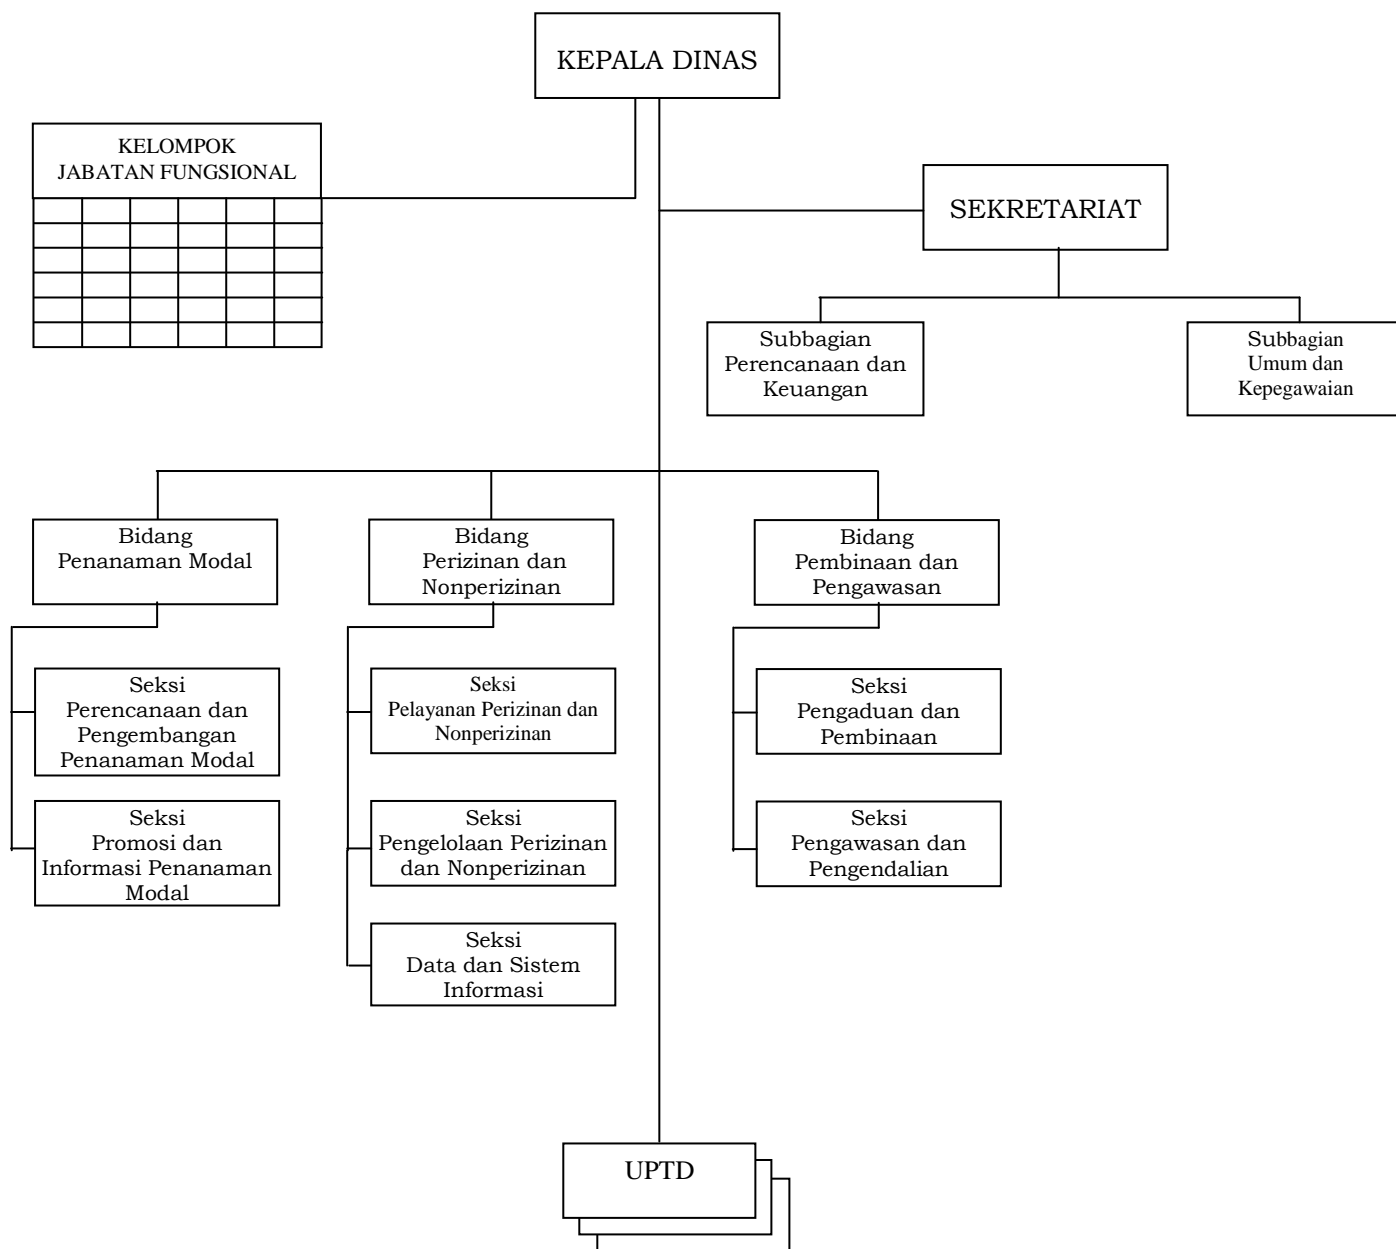 KEPALA DINAS
KELOMPOK
JABATAN FUNGSIONAL
SEKRETARIAT
Subbagian
Perencanaan dan
Keuangan
Subbagian
Umum dan
Kepegawaian
Bidang
Penanaman Modal
Bidang
Perizinan dan
Nonperizinan
Bidang
Pembinaan dan
Pengawasan
Seksi
Perencanaan dan
Pengembangan
Penanaman Modal
Seksi
Promosi dan
Informasi Penanaman
Modal
Seksi
Pelayanan Perizinan dan
Nonperizinan
Seksi
Pengelolaan Perizinan
dan Nonperizinan
Seksi
Data dan Sistem
Informasi
Seksi
Pengaduan dan
Pembinaan
Seksi
Pengawasan dan
Pengendalian
UPTD